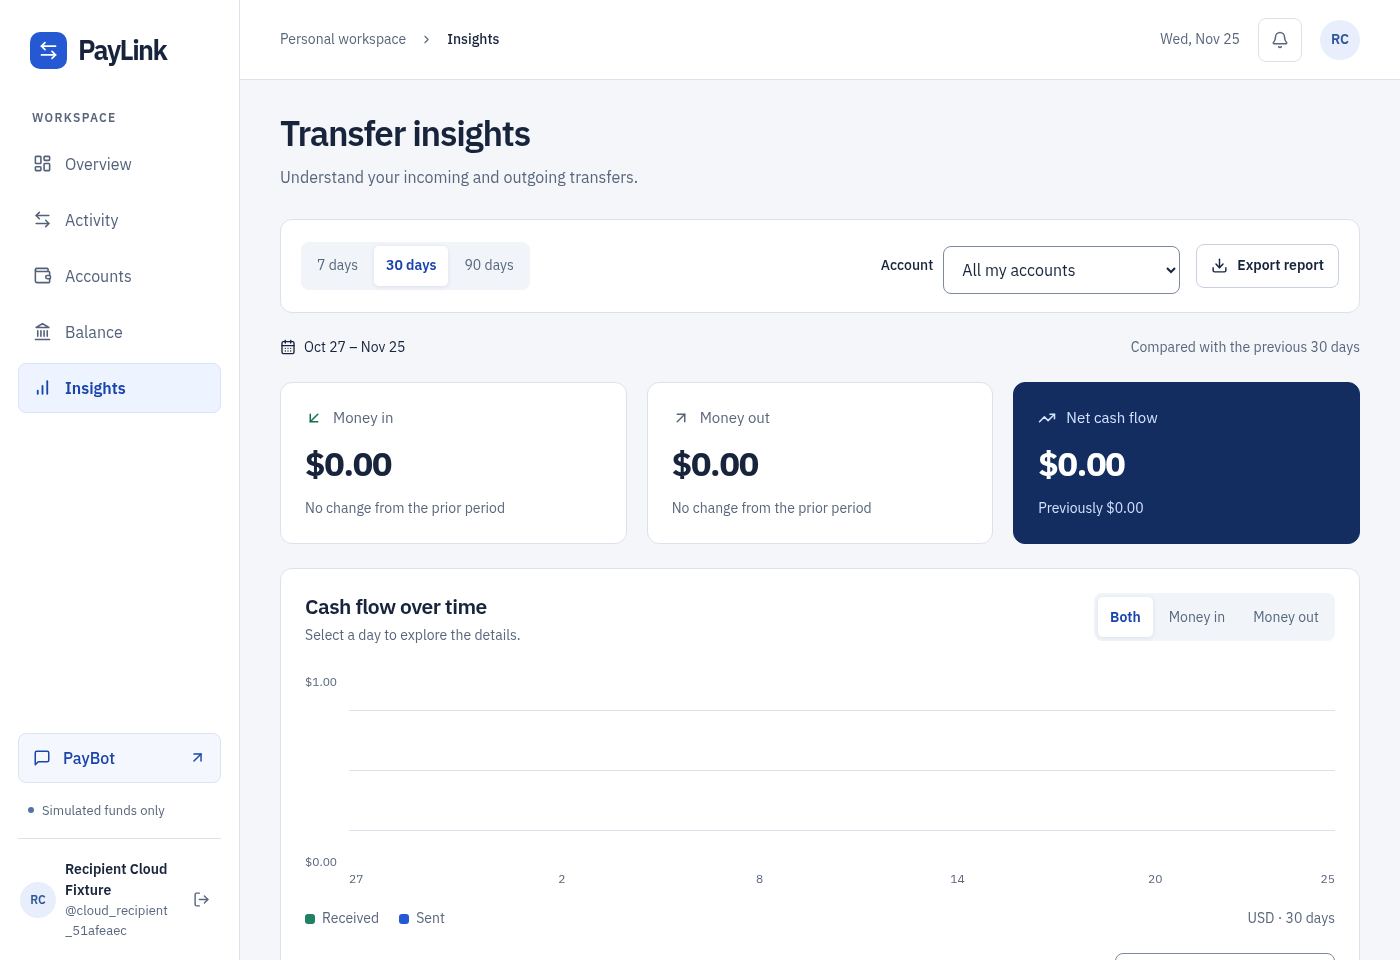 PayLink
WORKSPACE
Overview
Activity
Accounts
Balance
Insights
PayBot
Simulated funds only
RC
Recipient Cloud
Fixture
@cloud_recipient
_51afeaec
Personal workspace > Insights
Wed, Nov 25
RC
Transfer insights
Understand your incoming and outgoing transfers.
7 days 30 days 90 days
Account All my accounts Export report
Oct 27 – Nov 25
Compared with the previous 30 days
Money in
$0.00
No change from the prior period
Money out
$0.00
No change from the prior period
Net cash flow
$0.00
Previously $0.00
Cash flow over time
Select a day to explore the details.
Both Money in Money out
$1.00
$0.00
27 2 8 14 20 25
Received Sent
USD · 30 days